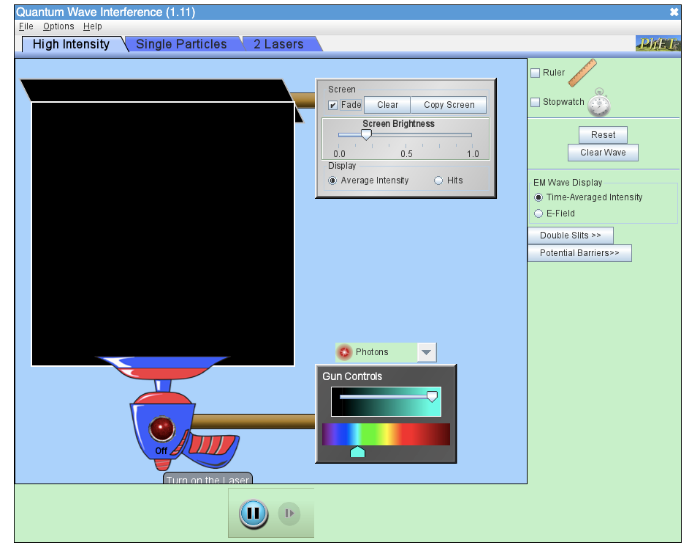 Quantum Wave Interference (1.11)
File Options Help
High Intensity Single Particles 2 Lasers
PhET
Screen
Fade Clear Copy Screen
Screen Brightness
0.0 0.5 1.0
Display
Average Intensity Hits
Ruler
Stopwatch
Reset
Clear Wave
EM Wave Display
Time-Averaged Intensity
E-Field
Double Slits >>
Potential Barriers>>
Photons
Gun Controls
Off
Turn on the Laser